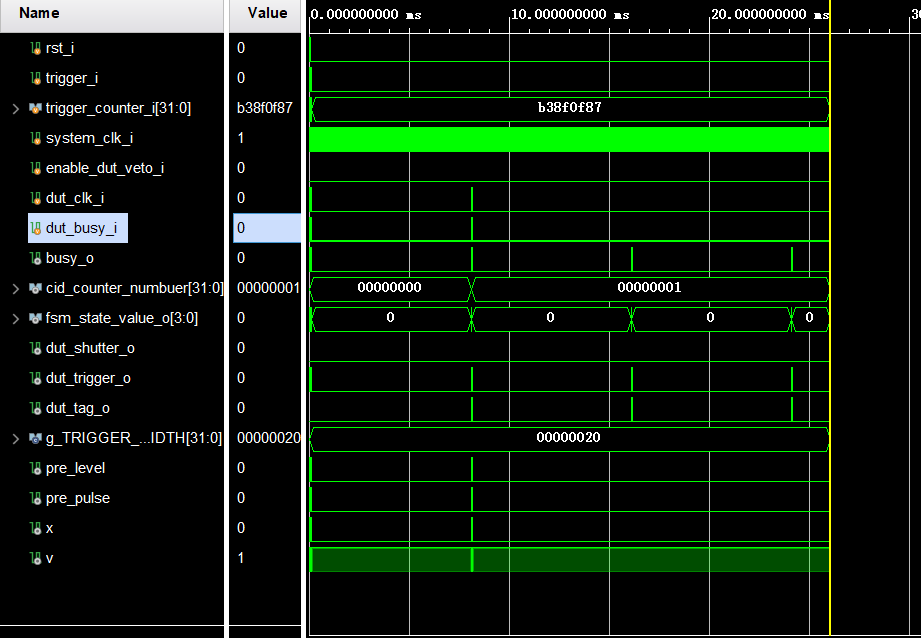 Name Value 0.000000000 ms 10.000000000 ms 20.000000000 ms 30
rst_i 0
trigger_i 0
trigger_counter_i[31:0] b38f0f87 b38f0f87
system_clk_i 1
enable_dut_veto_i 0
dut_clk_i 0
dut_busy_i 0
busy_o 0
cid_counter_numbuer[31:0] 00000001 00000000 00000001
fsm_state_value_o[3:0] 0 0 0 0 0
dut_shutter_o 0
dut_trigger_o 0
dut_tag_o 0
g_TRIGGER_...IDTH[31:0] 00000020 00000020
pre_level 0
pre_pulse 0
x 0
v 1